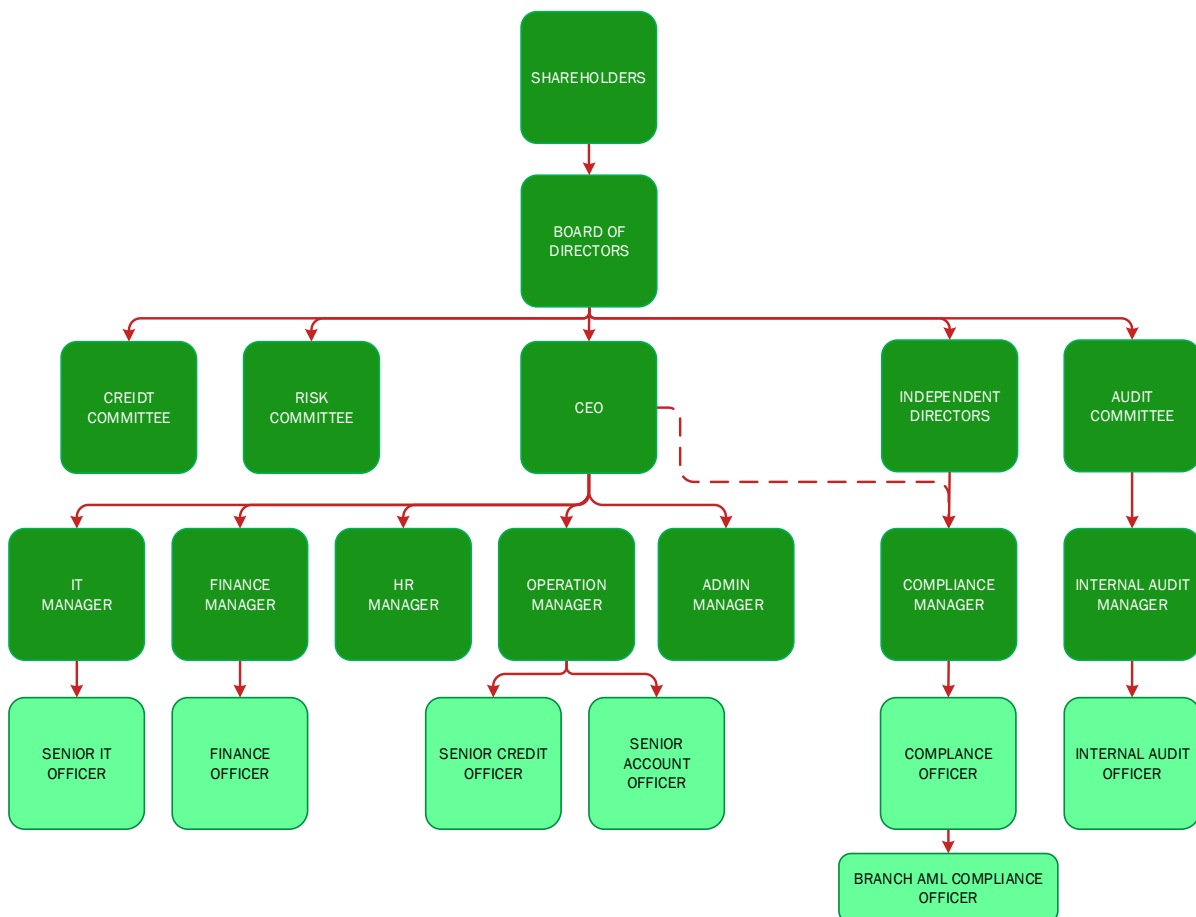 SHAREHOLDERS
BOARD OF
DIRECTORS
CREIDT
COMMITTEE
RISK
COMMITTEE
CEO
INDEPENDENT
DIRECTORS
AUDIT
COMMITTEE
IT
MANAGER
FINANCE
MANAGER
HR
MANAGER
OPERATION
MANAGER
ADMIN
MANAGER
COMPLIANCE
MANAGER
INTERNAL AUDIT
MANAGER
SENIOR IT
OFFICER
FINANCE
OFFICER
SENIOR CREDIT
OFFICER
SENIOR
ACCOUNT
OFFICER
COMPLANCE
OFFICER
INTERNAL AUDIT
OFFICER
BRANCH AML COMPLIANCE
OFFICER